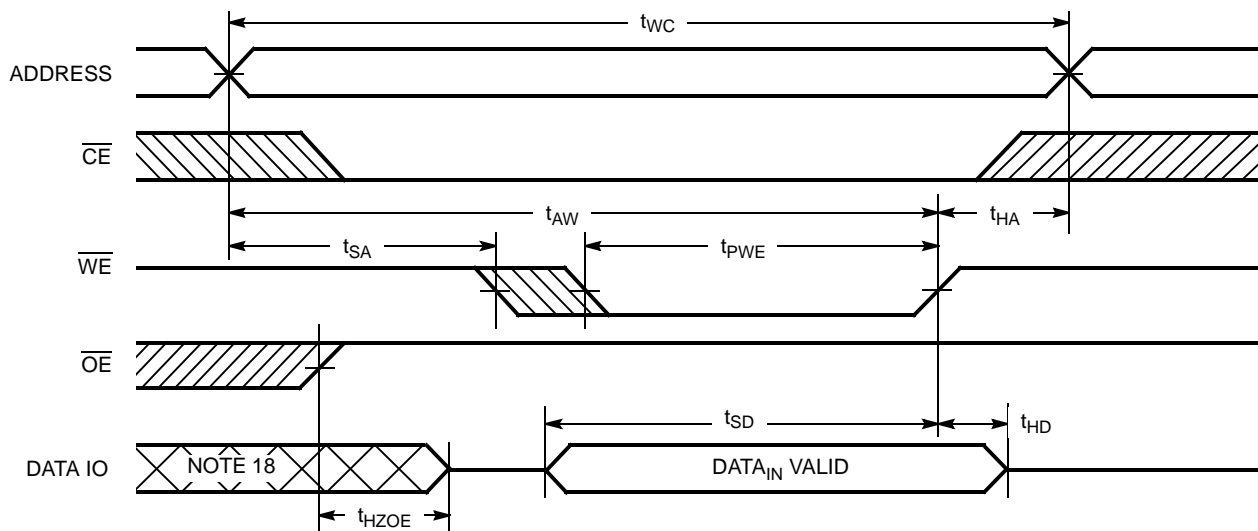 tWC
ADDRESS
CE
tAW
tHA
tSA
tPWE
WE
OE
tSD
tHD
DATA IO
NOTE 18
DATAIN VALID
tHZOE